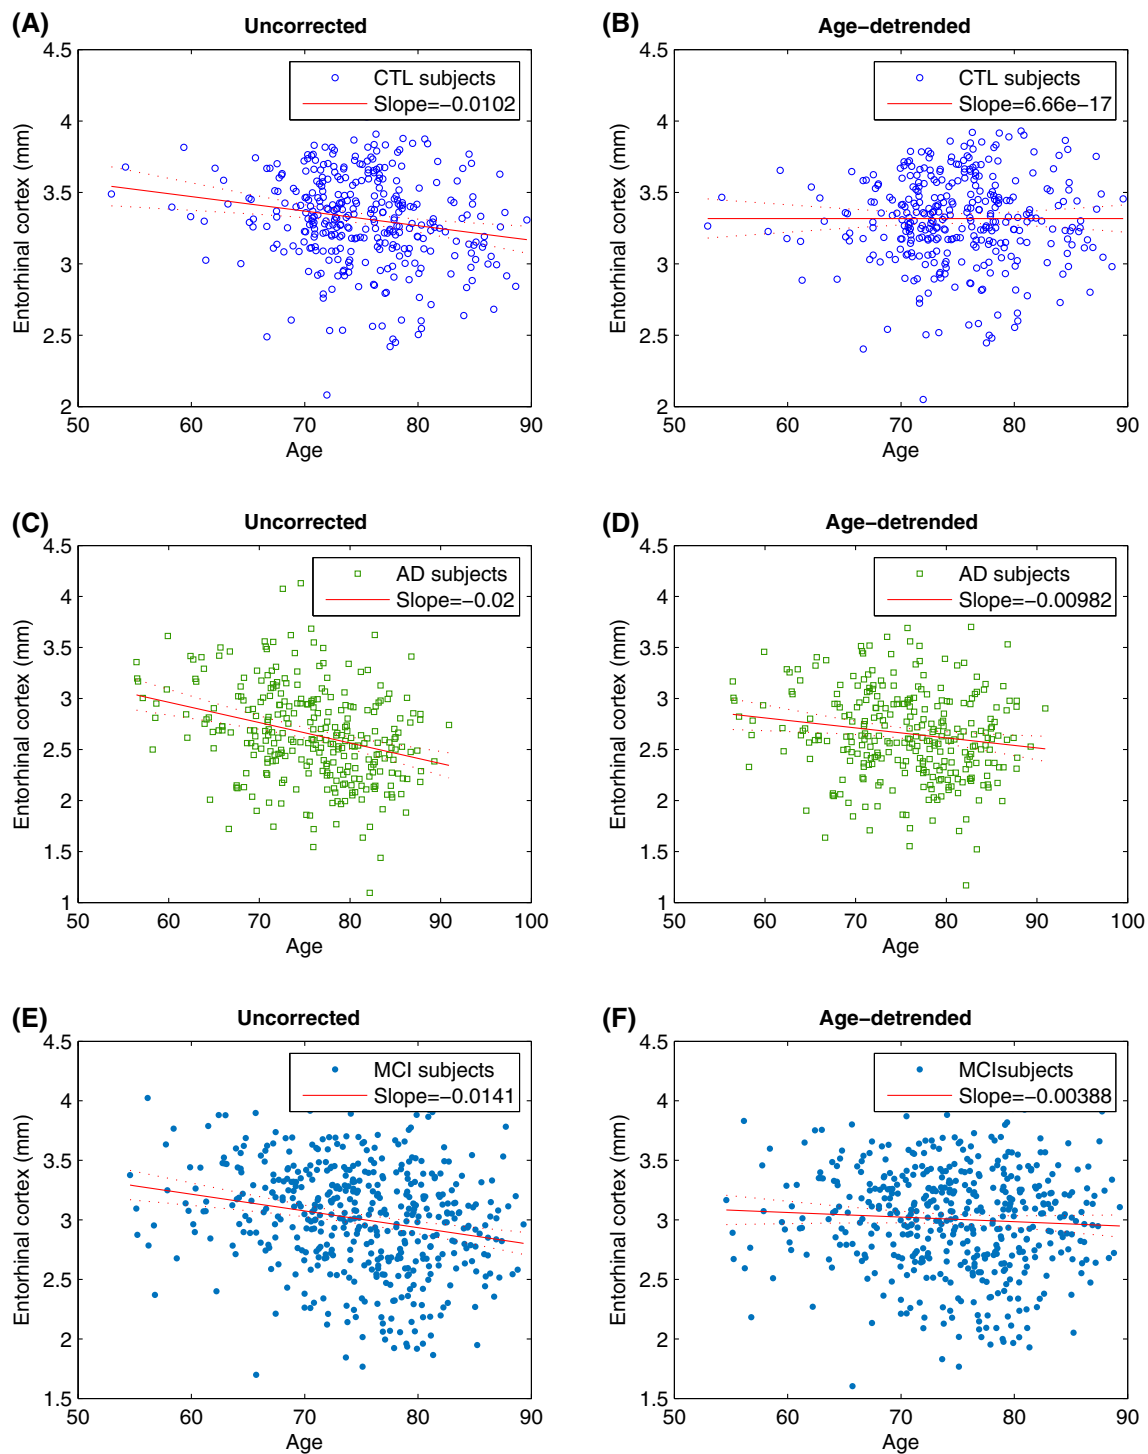 (A) Uncorrected
4.5
4
3.5
3
2.5
2
50 60 70 80 90
Entorhinal cortex (mm)
Age
CTL subjects
Slope=−0.0102
(B) Age−detrended
4.5
4
3.5
3
2.5
2
50 60 70 80 90
Entorhinal cortex (mm)
Age
CTL subjects
Slope=6.66e−17
(C) Uncorrected
4.5
4
3.5
3
2.5
2
1.5
1
50 60 70 80 90 100
Entorhinal cortex (mm)
Age
AD subjects
Slope=−0.02
(D) Age−detrended
4.5
4
3.5
3
2.5
2
1.5
1
50 60 70 80 90 100
Entorhinal cortex (mm)
Age
AD subjects
Slope=−0.00982
(E) Uncorrected
4.5
4
3.5
3
2.5
2
1.5
50 60 70 80 90
Entorhinal cortex (mm)
Age
MCI subjects
Slope=−0.0141
(F) Age−detrended
4.5
4
3.5
3
2.5
2
1.5
50 60 70 80 90
Entorhinal cortex (mm)
Age
MCIsubjects
Slope=−0.00388